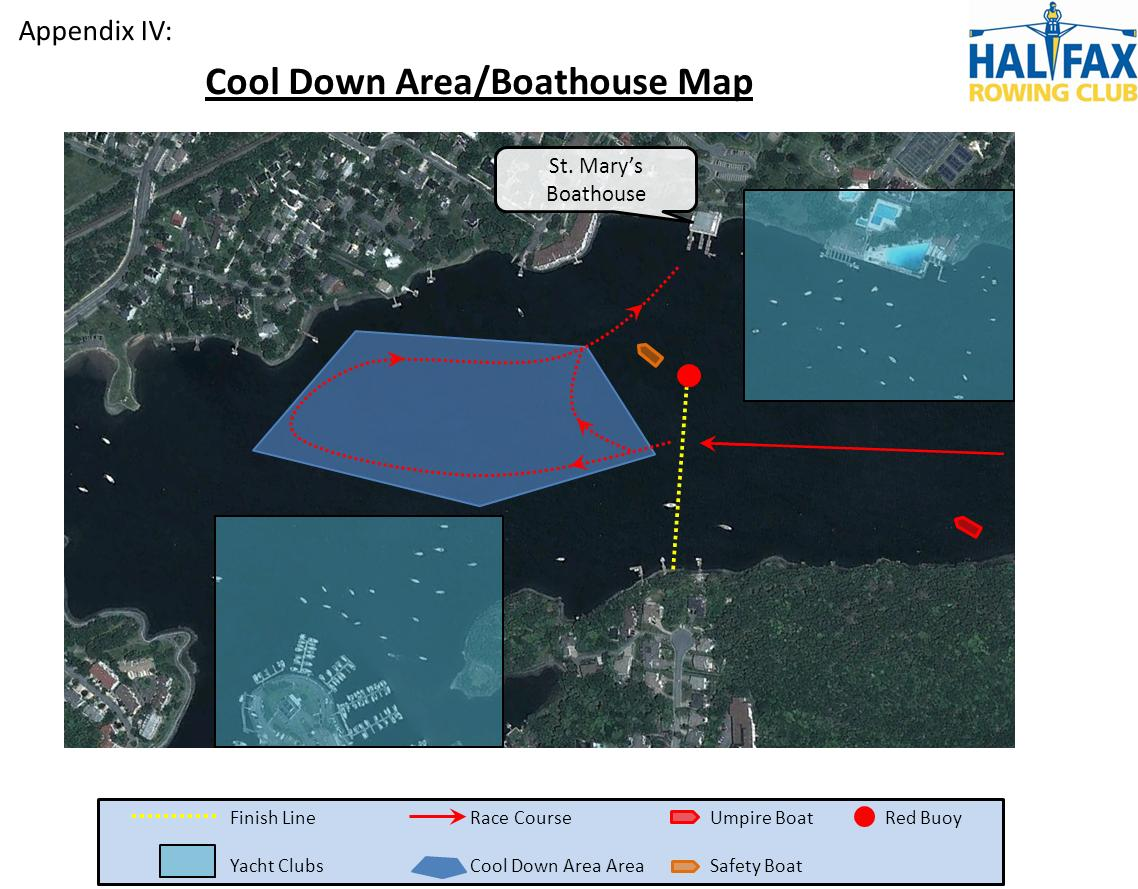 Appendix IV:
HALIFAX
ROWING CLUB
Cool Down Area/Boathouse Map
St. Mary's
Boathouse
Finish Line
Race Course
Umpire Boat
Red Buoy
Yacht Clubs
Cool Down Area Area
Safety Boat